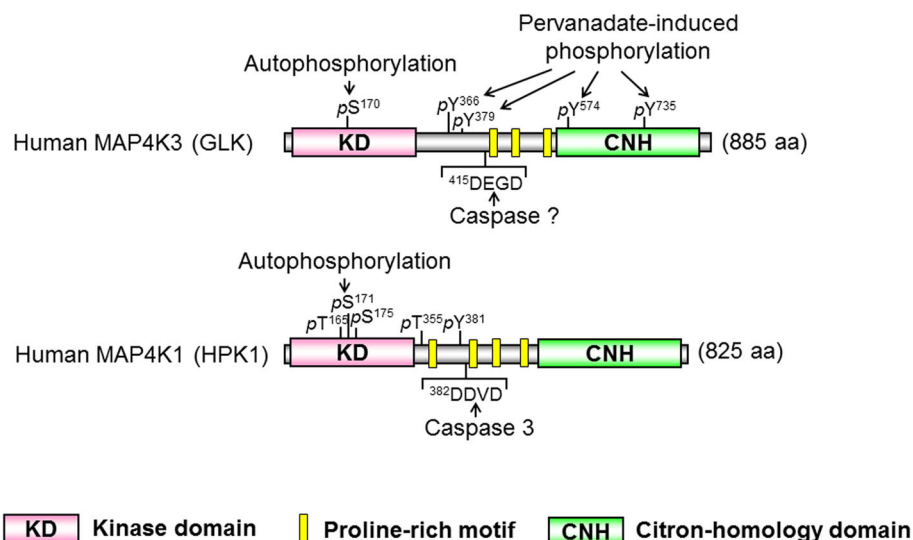 Pervanadate-induced
phosphorylation
Autophosphorylation
pS170
pY366
pY379
pY574
pY735
Human MAP4K3 (GLK)
KD
CNH
(885 aa)
415DEGD
Caspase ?
Autophosphorylation
pS171
pT165
pS175
pT355
pY381
Human MAP4K1 (HPK1)
KD
CNH
(825 aa)
382DDVD
Caspase 3
KD Kinase domain
Proline-rich motif
CNH Citron-homology domain